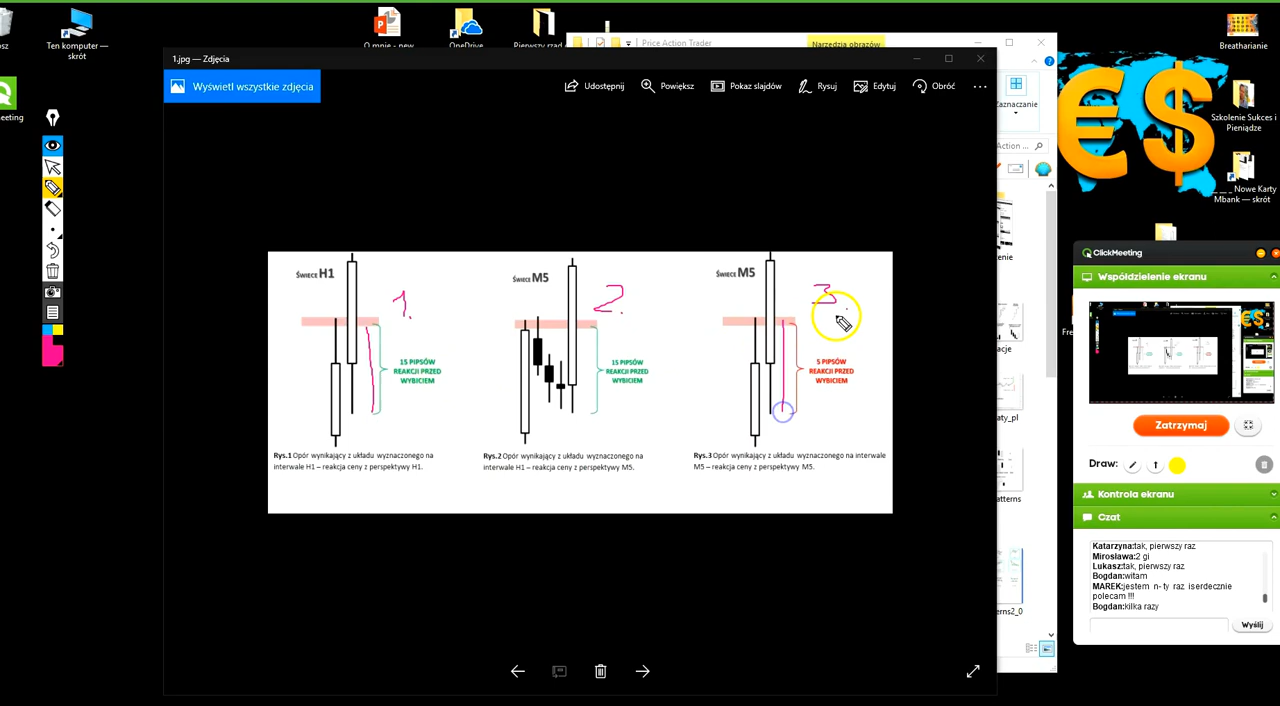 Ten komputer —
skrót
O mnie - new
OneDrive
Pierwszy rząd
Price Action Trader
Narzędzia obrazów
Breatharianie
1.jpg — Zdjęcia
Wyświetl wszystkie zdjęcia
Udostępnij
Powiększ
Pokaz slajdów
Rysuj
Edytuj
Obróć
Zaznaczanie
Action ...
Szkolenie Sukces i
Pieniądze
Nowe Karty
Mbank — skrót
€$
ŚWIECE H1
1.
15 PIPSÓW
REAKCJI PRZED
WYBICIEM
Rys.1 Opór wynikający z układu wyznaczonego na
interwale H1 – reakcja ceny z perspektywy H1.
ŚWIECE M5
2.
15 PIPSÓW
REAKCJI PRZED
WYBICIEM
Rys.2 Opór wynikający z układu wyznaczonego na
interwale H1 – reakcja ceny z perspektywy M5.
ŚWIECE M5
3.
5 PIPSÓW
REAKCJI PRZED
WYBICIEM
Rys.3 Opór wynikający z układu wyznaczonego na
interwale M5 – reakcja ceny z perspektywy M5.
ClickMeeting
Współdzielenie ekranu
Zatrzymaj
Draw:
Kontrola ekranu
Czat
Katarzyna:tak, pierwszy raz
Mirosława:2 gi
Lukasz:tak, pierwszy raz
Bogdan:witam
MAREK:jestem n-ty raz iserdecznie
polecam !!!
Bogdan:kilka razy
Wyślij